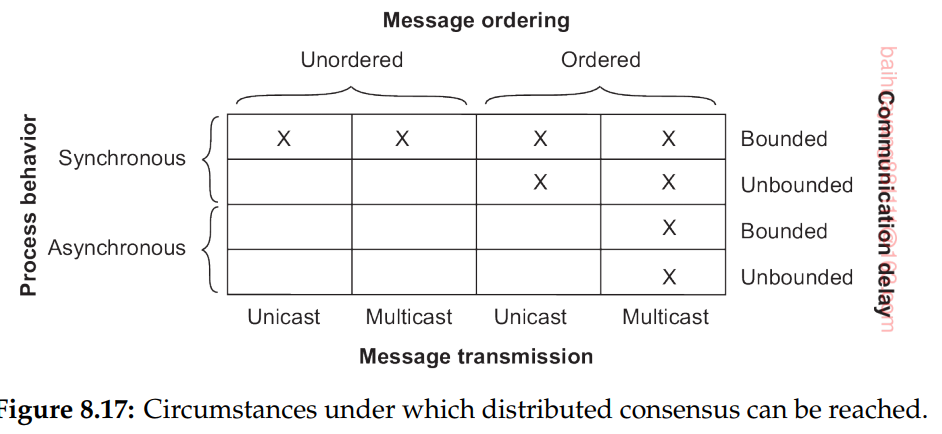 Message ordering
Unordered
Ordered
Process behavior
Synchronous
Asynchronous
X X X X Bounded
X X Unbounded
X Bounded
X Unbounded
Communication delay
Unicast Multicast Unicast Multicast
Message transmission
Figure 8.17: Circumstances under which distributed consensus can be reached.